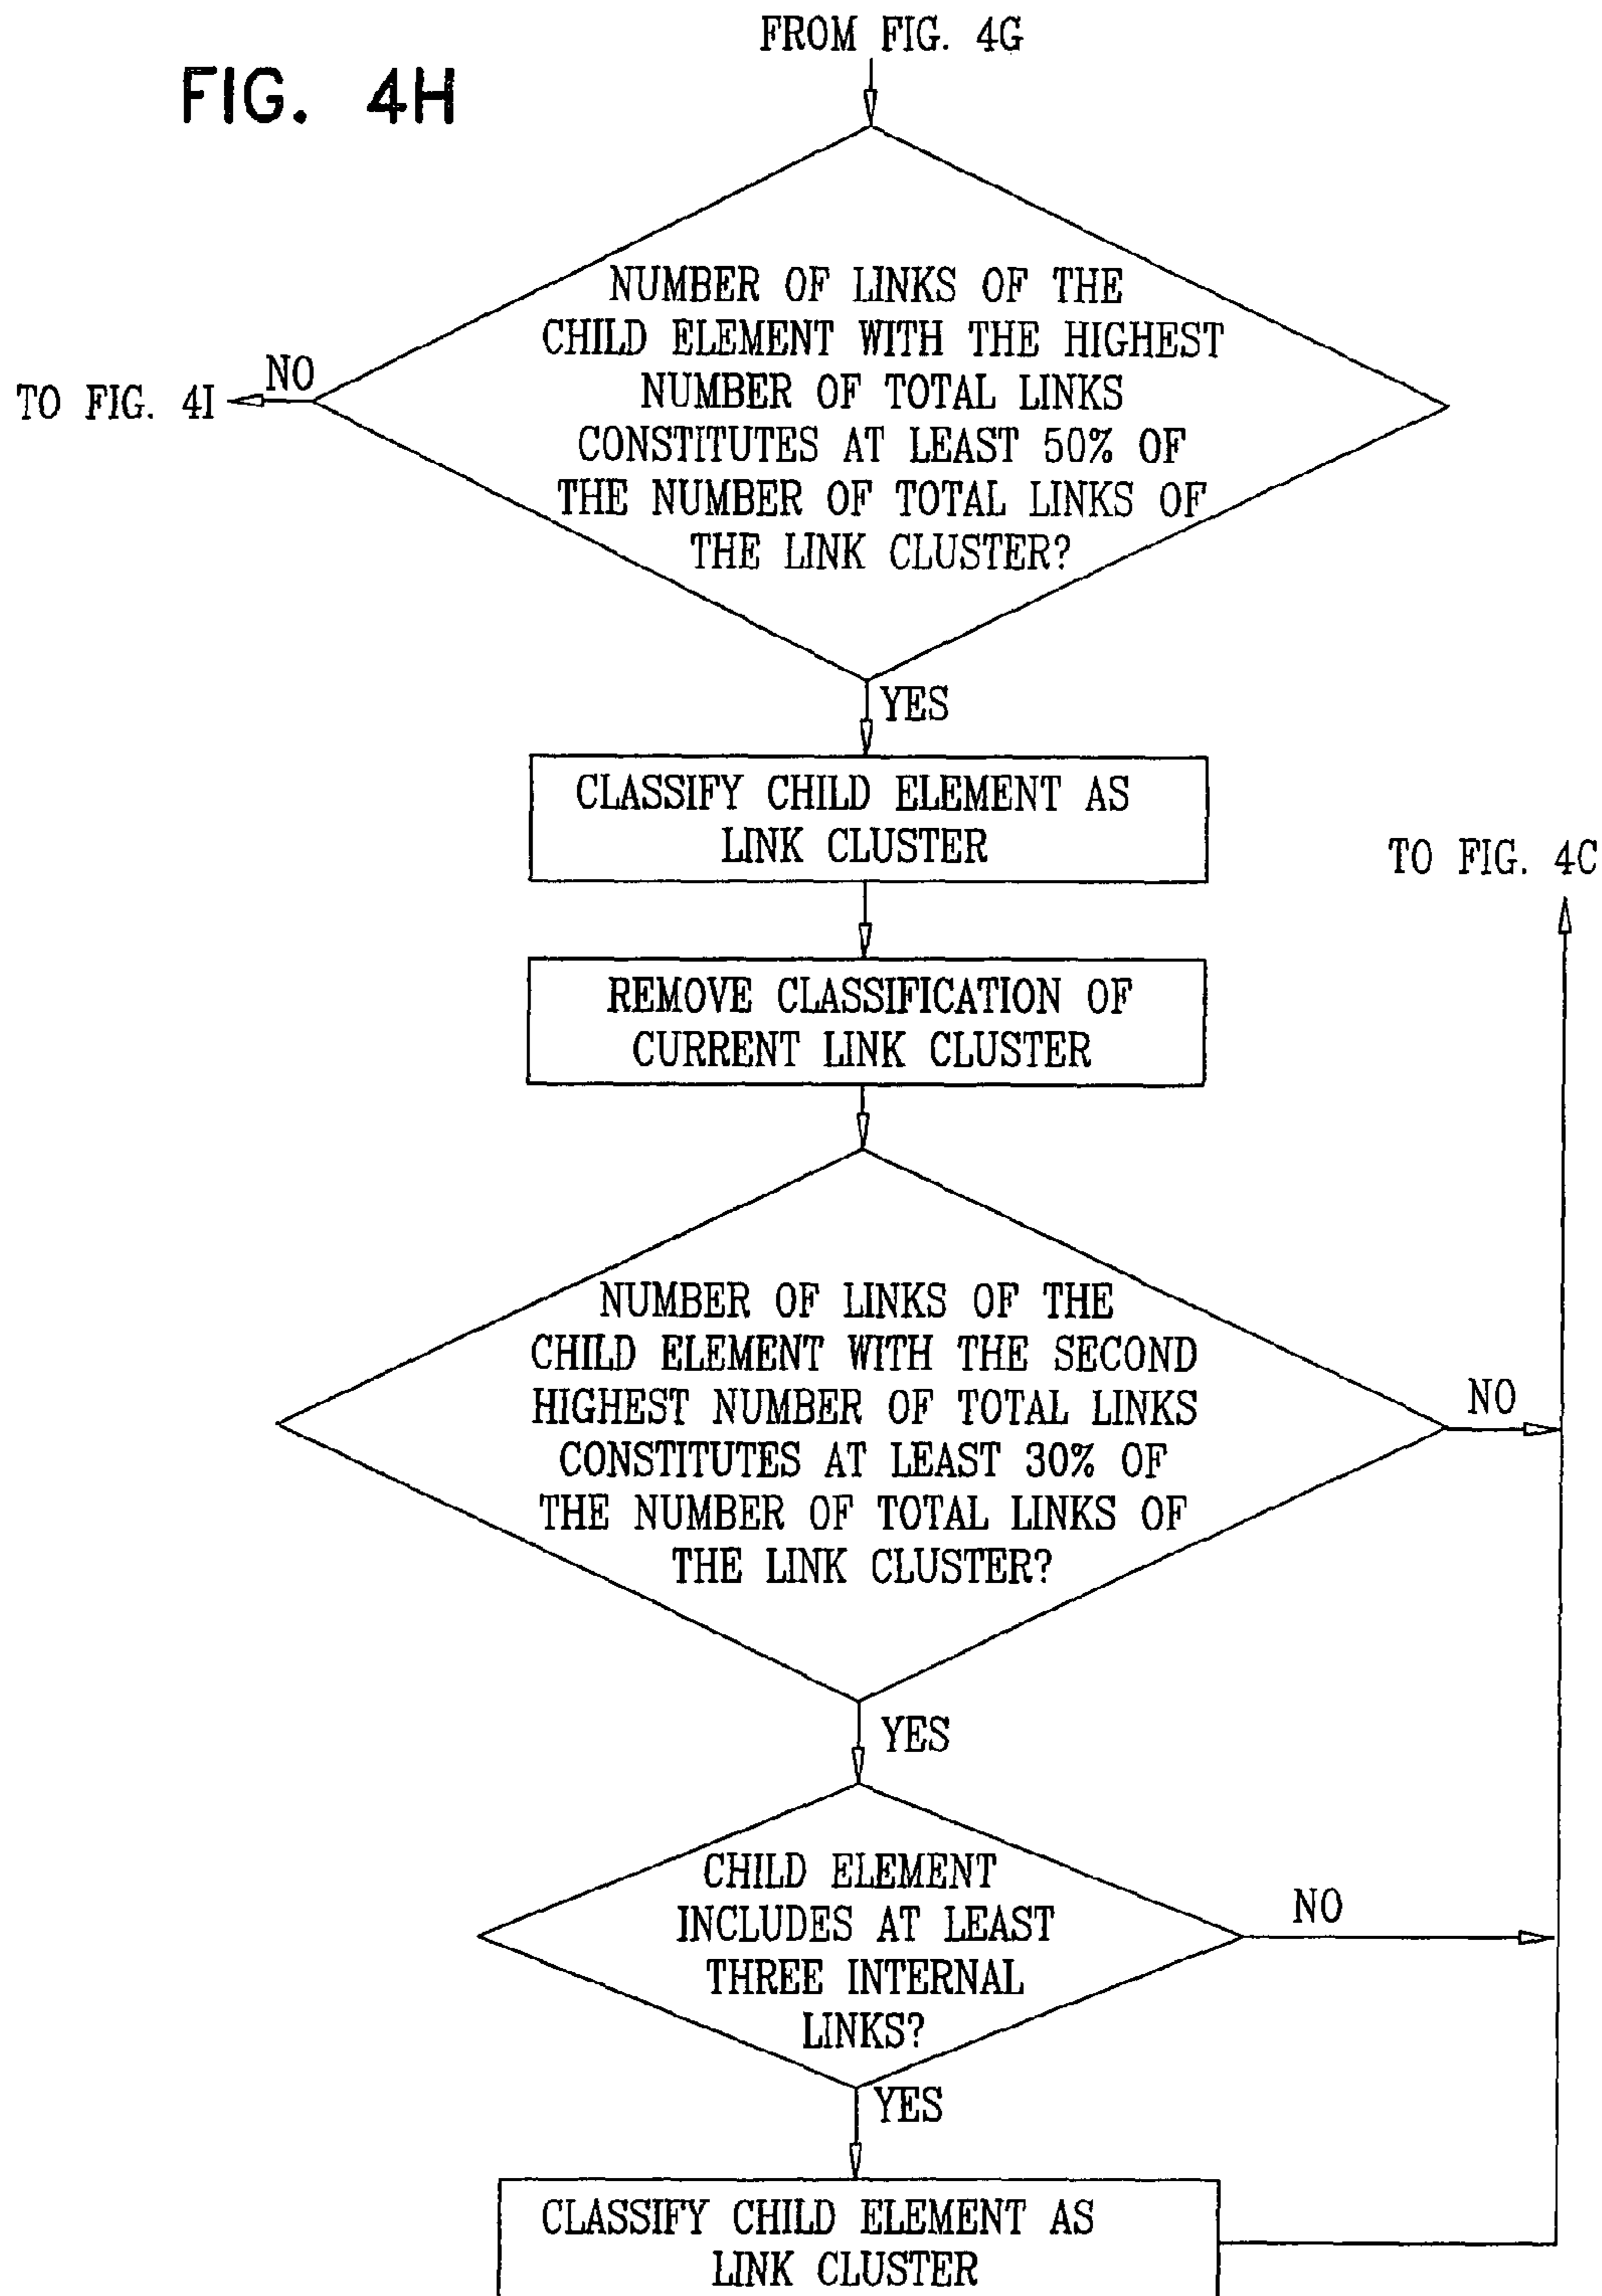 FROM FIG. 4G
FIG. 4H
NUMBER OF LINKS OF THE
CHILD ELEMENT WITH THE HIGHEST
NUMBER OF TOTAL LINKS
CONSTITUTES AT LEAST 50% OF
THE NUMBER OF TOTAL LINKS OF
THE LINK CLUSTER?
NO
TO FIG. 4I
YES
CLASSIFY CHILD ELEMENT AS
LINK CLUSTER
TO FIG. 4C
REMOVE CLASSIFICATION OF
CURRENT LINK CLUSTER
NUMBER OF LINKS OF THE
CHILD ELEMENT WITH THE SECOND
HIGHEST NUMBER OF TOTAL LINKS
CONSTITUTES AT LEAST 30% OF
THE NUMBER OF TOTAL LINKS OF
THE LINK CLUSTER?
NO
YES
CHILD ELEMENT
INCLUDES AT LEAST
THREE INTERNAL
LINKS?
NO
YES
CLASSIFY CHILD ELEMENT AS
LINK CLUSTER